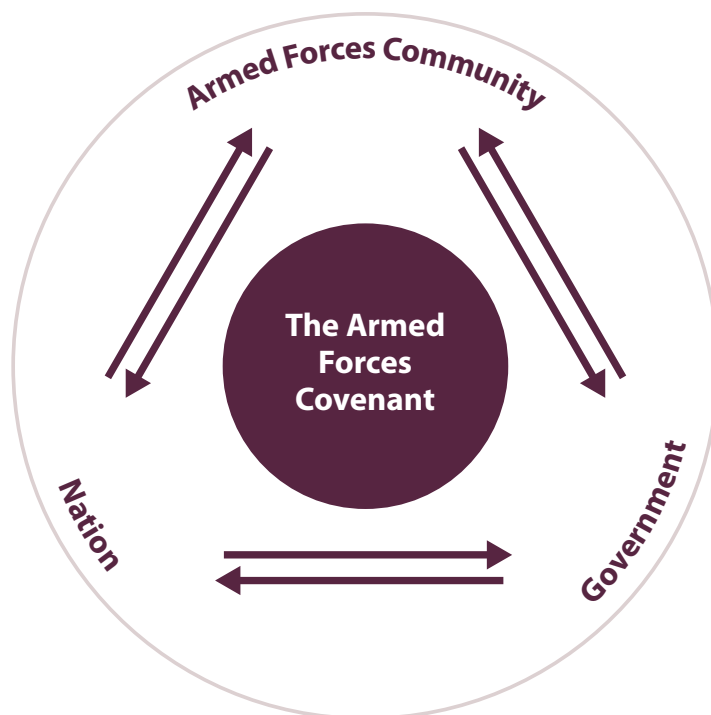 Armed Forces Community
The Armed
Forces
Covenant
Nation
Government